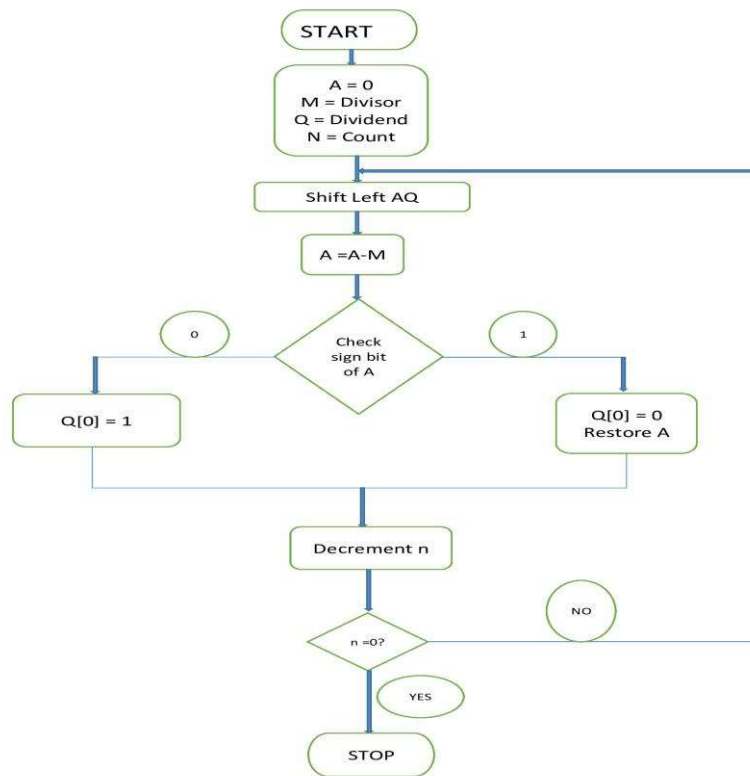 START
A = 0
M = Divisor
Q = Dividend
N = Count
Shift Left AQ
A =A-M
0
Check
sign bit
of A
1
Q[0] = 1
Q[0] = 0
Restore A
Decrement n
n =0?
NO
YES
STOP